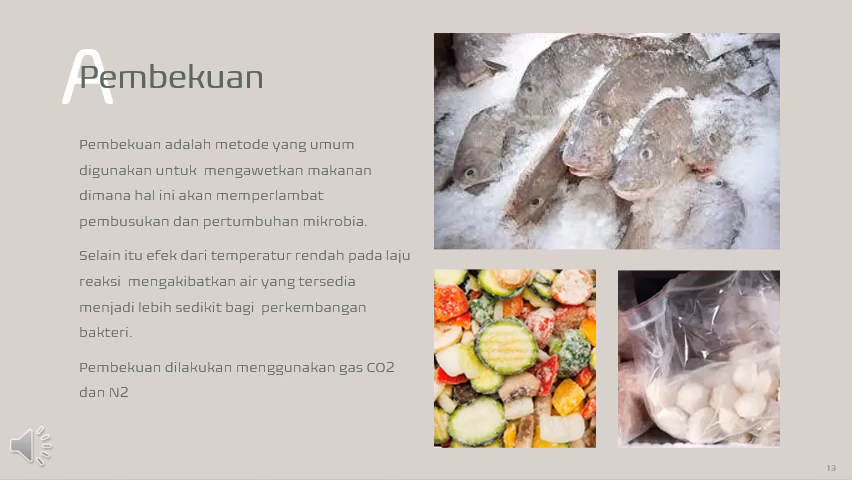 A
Pembekuan
Pembekuan adalah metode yang umum
digunakan untuk mengawetkan makanan
dimana hal ini akan memperlambat
pembusukan dan pertumbuhan mikrobia.
Selain itu efek dari temperatur rendah pada laju
reaksi mengakibatkan air yang tersedia
menjadi lebih sedikit bagi perkembangan
bakteri.
Pembekuan dilakukan menggunakan gas CO2
dan N2
13